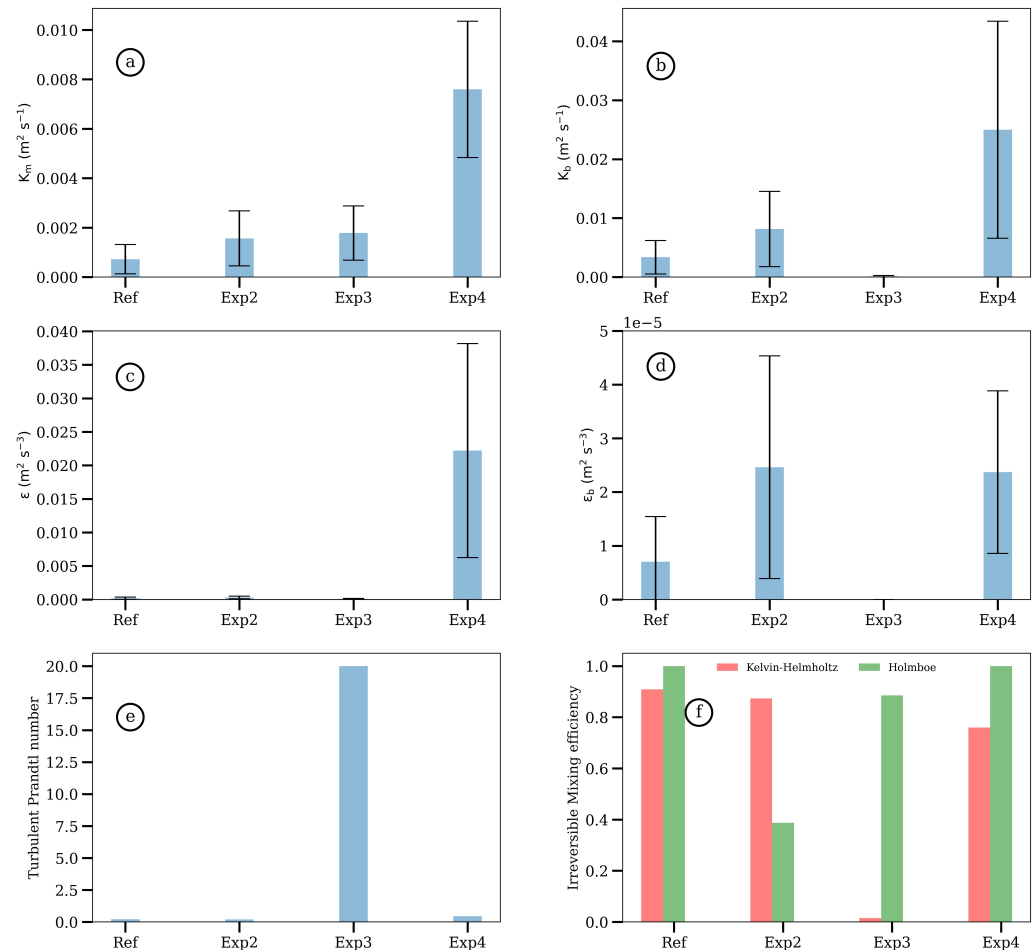 a
K_m (m² s⁻¹)
0.010
0.008
0.006
0.004
0.002
0.000
Ref Exp2 Exp3 Exp4
b
K_b (m² s⁻¹)
0.04
0.03
0.02
0.01
0.00
Ref Exp2 Exp3 Exp4
c
ε (m² s⁻³)
0.040
0.035
0.030
0.025
0.020
0.015
0.010
0.005
0.000
Ref Exp2 Exp3 Exp4
1e−5
d
ε_b (m² s⁻³)
5
4
3
2
1
0
Ref Exp2 Exp3 Exp4
e
Turbulent Prandtl number
20.0
17.5
15.0
12.5
10.0
7.5
5.0
2.5
0.0
Ref Exp2 Exp3 Exp4
Kelvin-Helmholtz Holmboe
f
Irreversible Mixing efficiency
1.0
0.8
0.6
0.4
0.2
0.0
Ref Exp2 Exp3 Exp4